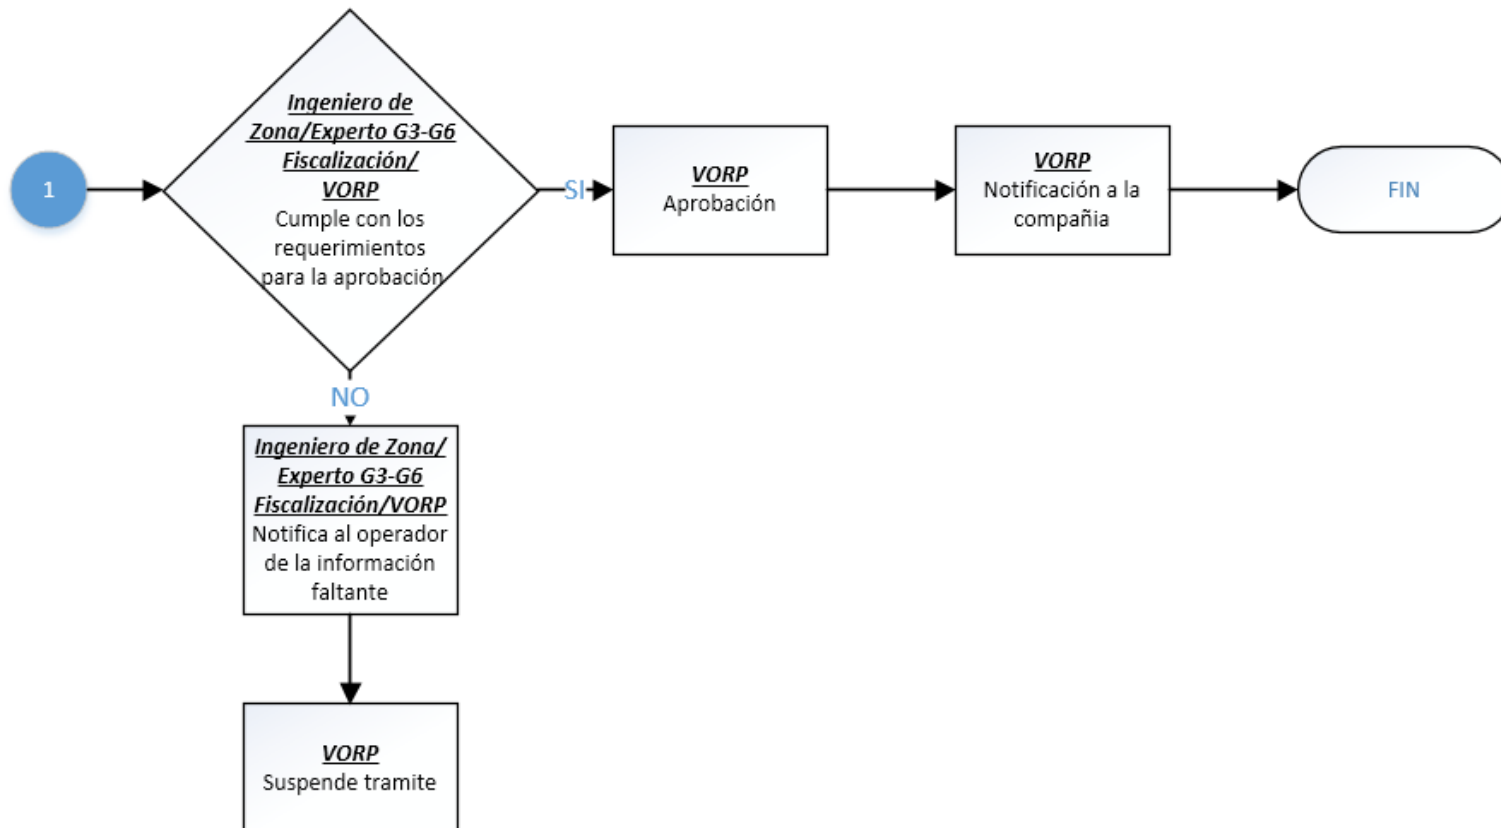 1
Ingeniero de
Zona/Experto G3-G6
Fiscalización/
VORP
Cumple con los
requerimientos
para la aprobación
SI
VORP
Aprobación
VORP
Notificación a la
compañia
FIN
NO
Ingeniero de Zona/
Experto G3-G6
Fiscalización/VORP
Notifica al operador
de la información
faltante
VORP
Suspende tramite